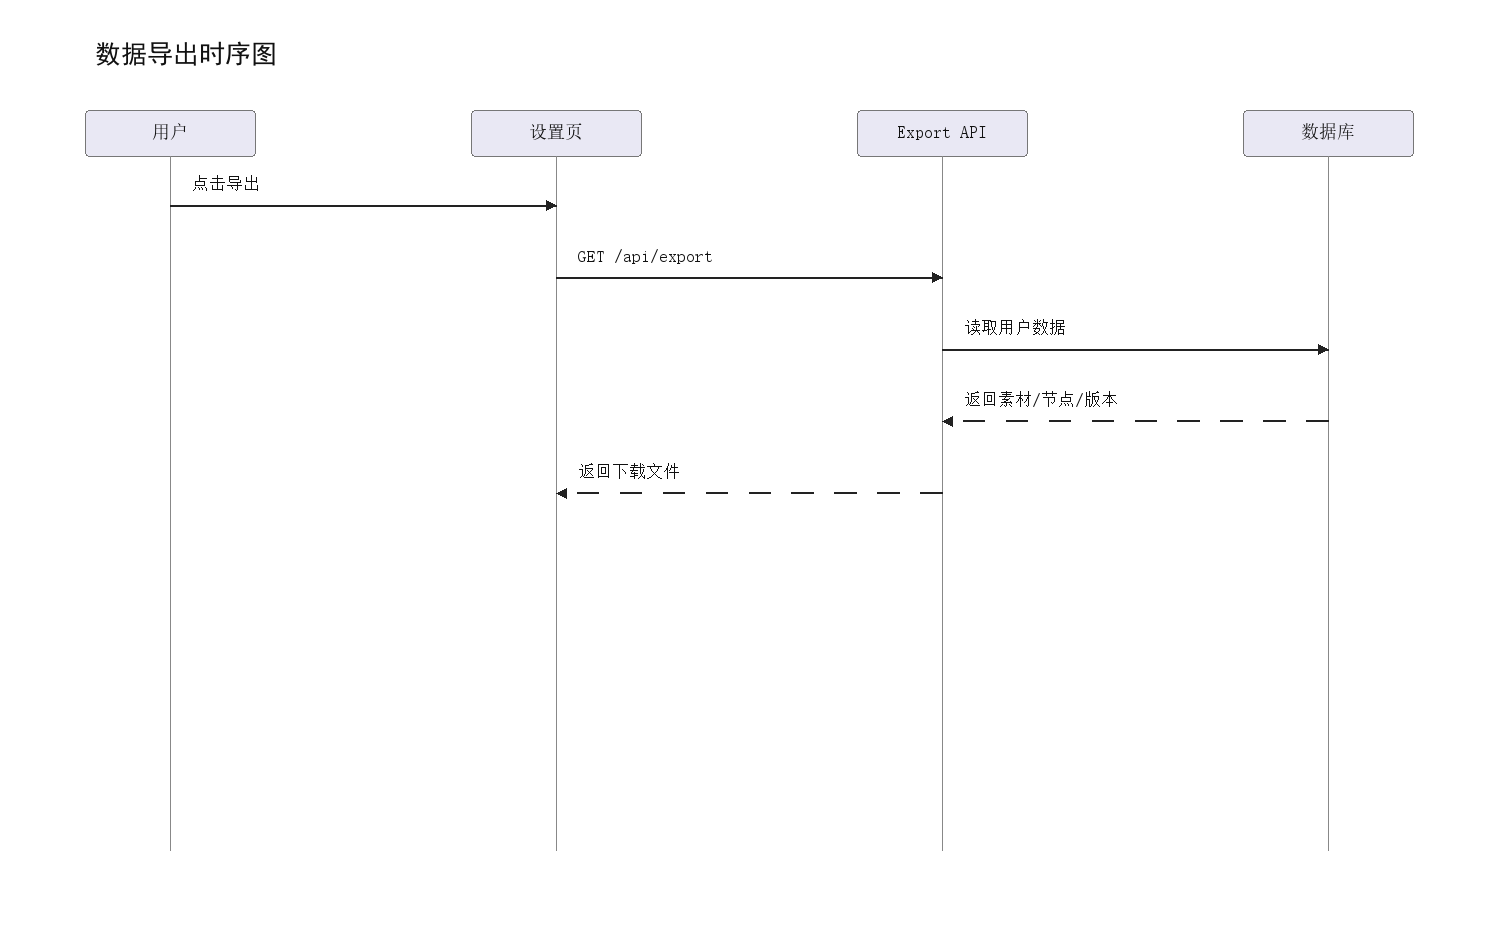 数据导出时序图
用户
设置页
Export API
数据库
点击导出
GET /api/export
读取用户数据
返回素材/节点/版本
返回下载文件